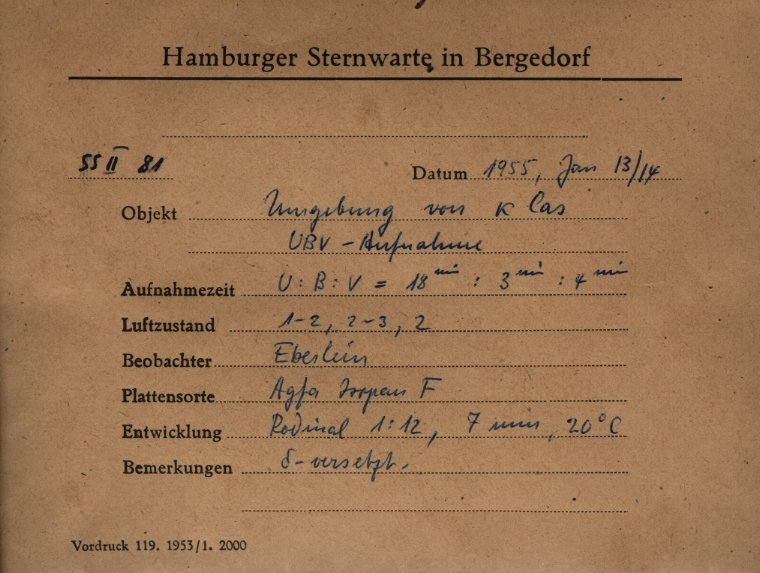 Hamburger Sternwarte in Bergedorf
SS II 81
Datum 1955, Jan 13/14
Objekt Umgebung von κ Cas
UBV-Aufnahme
Aufnahmezeit U:B:V = 18 min : 3 min : 4 min
Luftzustand 1-2, 2-3, 2
Beobachter Eberlein
Plattensorte Agfa Isopan F
Entwicklung Rodinal 1:12, 7 min, 20°C
Bemerkungen δ-versetzt.
Vordruck 119. 1953/1. 2000